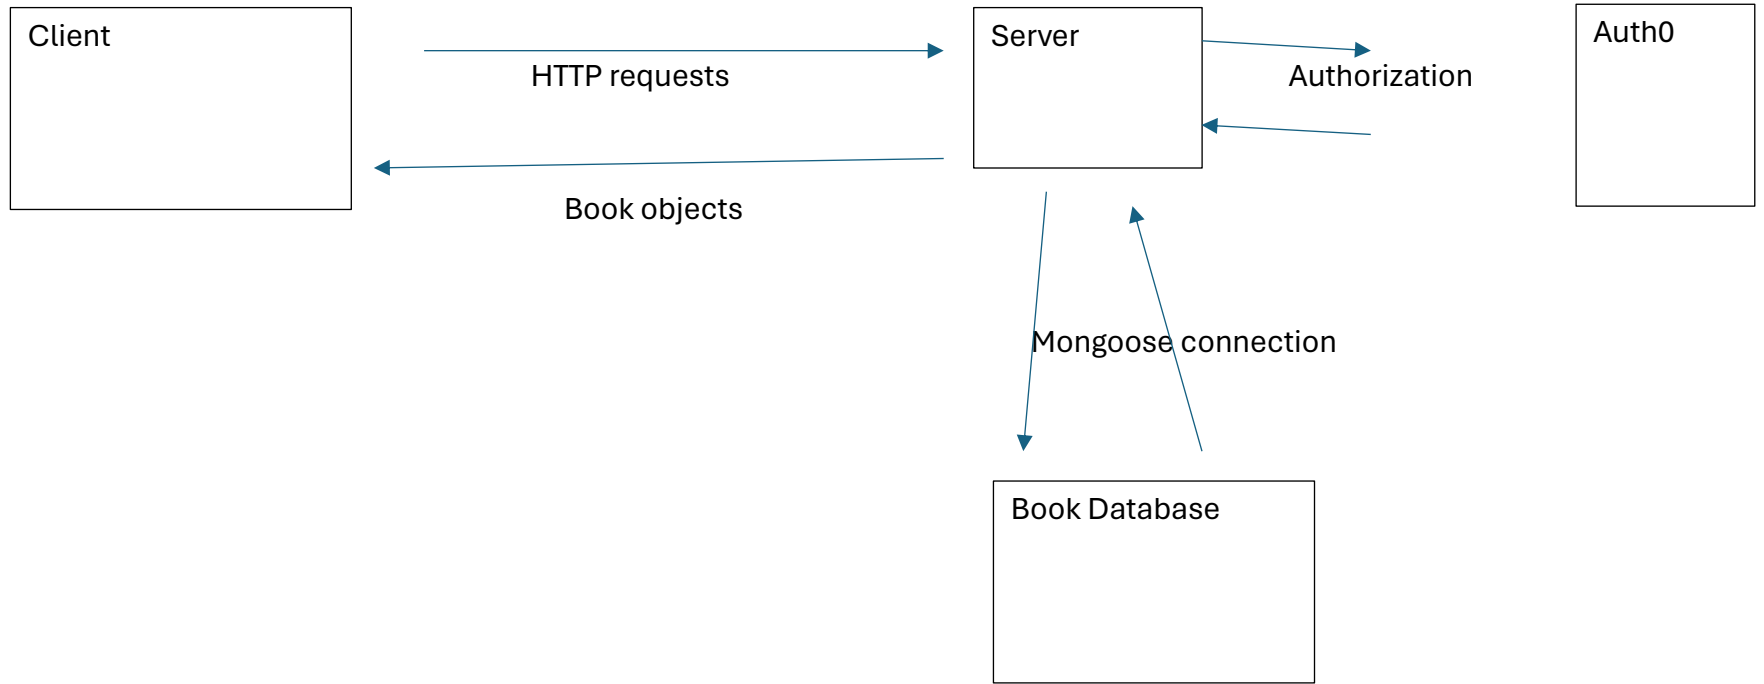 Client
Server
Auth0
HTTP requests
Authorization
Book objects
Mongoose connection
Book Database